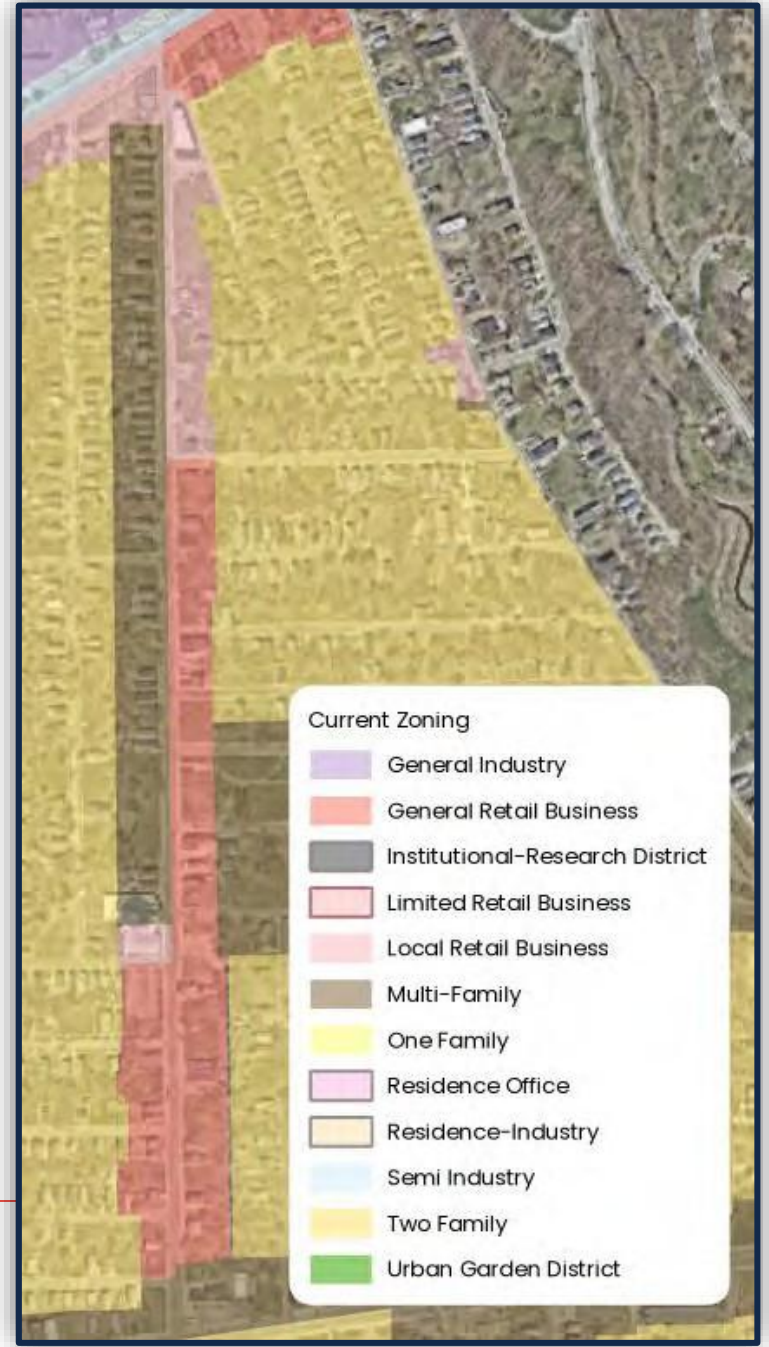 Current Zoning
General Industry
General Retail Business
Institutional-Research District
Limited Retail Business
Local Retail Business
Multi-Family
One Family
Residence Office
Residence-Industry
Semi Industry
Two Family
Urban Garden District